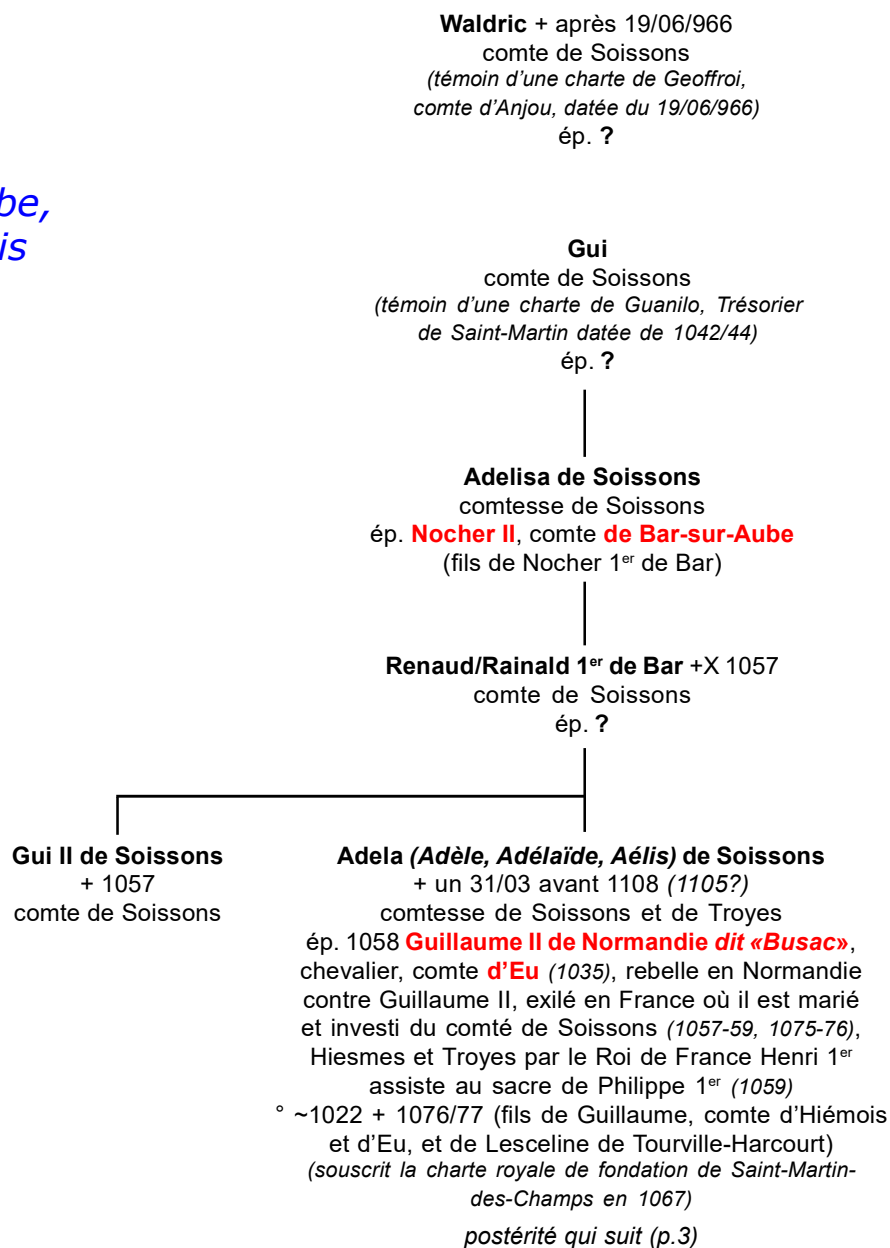 Waldric + après 19/06/966
comte de Soissons
(témoin d’une charte de Geoffroi,
comte d’Anjou, datée du 19/06/966)
ép. ?
be,
is
Gui
comte de Soissons
(témoin d’une charte de Guanilo, Trésorier
de Saint-Martin datée de 1042/44)
ép. ?
Adelisa de Soissons
comtesse de Soissons
ép. Nocher II, comte de Bar-sur-Aube
(fils de Nocher 1er de Bar)
Renaud/Rainald 1er de Bar +X 1057
comte de Soissons
ép. ?
Gui II de Soissons
+ 1057
comte de Soissons
Adela (Adèle, Adélaïde, Aélis) de Soissons
+ un 31/03 avant 1108 (1105?)
comtesse de Soissons et de Troyes
ép. 1058 Guillaume II de Normandie dit «Busac»,
chevalier, comte d’Eu (1035), rebelle en Normandie
contre Guillaume II, exilé en France où il est marié
et investi du comté de Soissons (1057-59, 1075-76),
Hiesmes et Troyes par le Roi de France Henri 1er
assiste au sacre de Philippe 1er (1059)
° ~1022 + 1076/77 (fils de Guillaume, comte d’Hiémois
et d’Eu, et de Lesceline de Tourville-Harcourt)
(souscrit la charte royale de fondation de Saint-Martin-
des-Champs en 1067)
postérité qui suit (p.3)